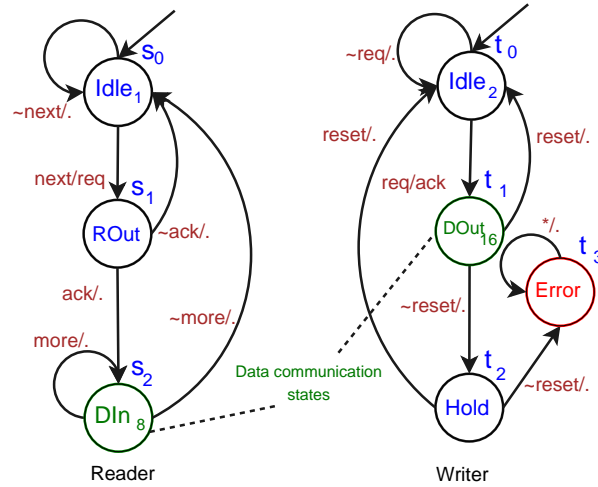 s0
Idle1
~next/.
next/req
s1
ROut
~ack/.
ack/.
more/.
~more/.
s2
DIn8
Reader
Data communication
states
t0
~req/.
Idle2
reset/.
reset/.
req/ack
t1
DOut16
*/.
t3
Error
~reset/.
t2
Hold
~reset/.
Writer